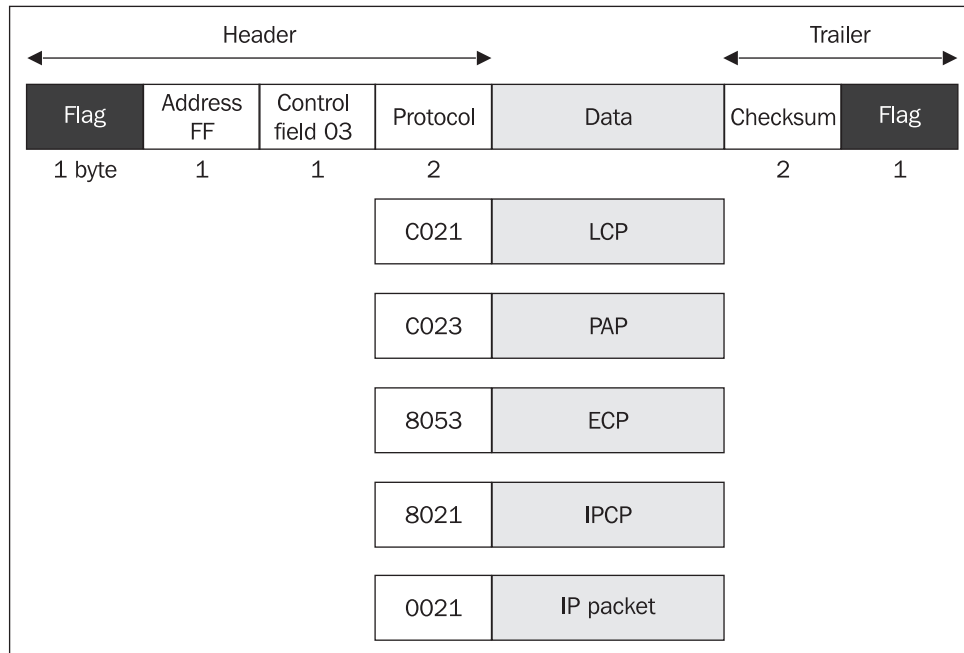 Header
Trailer
Flag
Address
FF
Control
field 03
Protocol
Data
Checksum
Flag
1 byte
1
1
2
2
1
C021
LCP
C023
PAP
8053
ECP
8021
IPCP
0021
IP packet